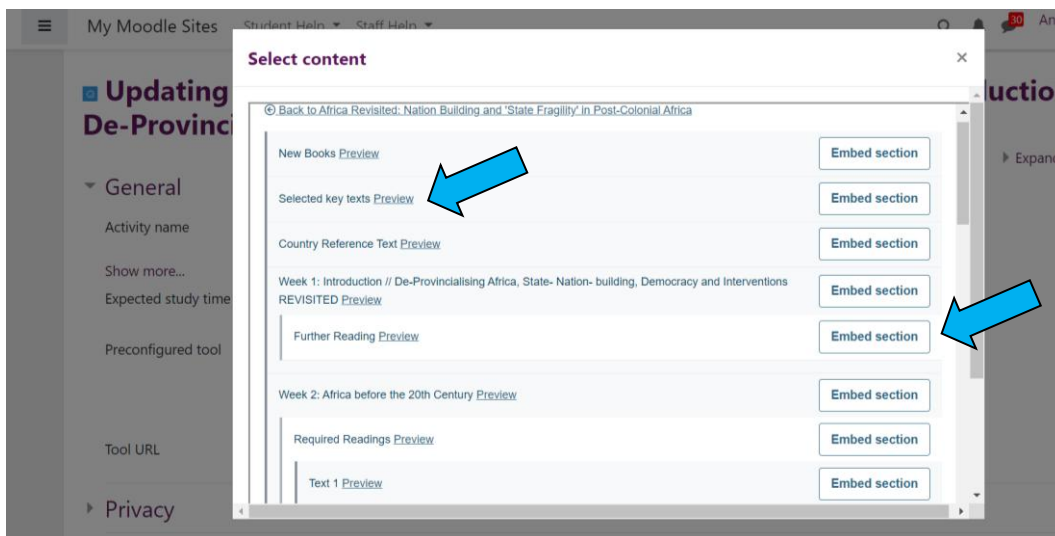 My Moodle Sites Student Help Staff Help 30 An
Select content ×
Updating uctio
De-Provinci
Back to Africa Revisited: Nation Building and 'State Fragility' in Post-Colonial Africa
New Books Preview Embed section
Expand
General
Selected key texts Preview Embed section
Activity name
Country Reference Text Preview Embed section
Show more...
Week 1: Introduction // De-Provincialising Africa, State- Nation- building, Democracy and Interventions
REVISITED Preview Embed section
Expected study time
Further Reading Preview Embed section
Preconfigured tool
Week 2: Africa before the 20th Century Preview Embed section
Required Readings Preview Embed section
Tool URL
Text 1 Preview Embed section
Privacy